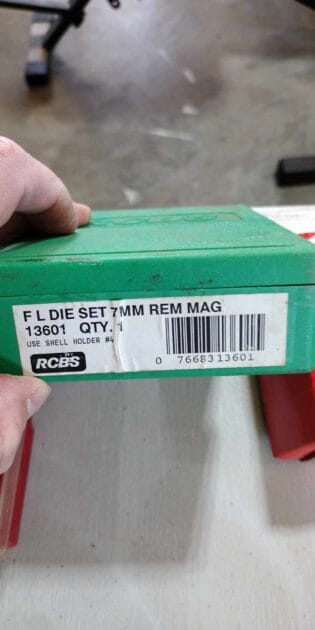 F L DIE SET 7MM REM MAG
13601 QTY. 1
USE SHELL HOLDER #4
RCBS
0 76683 13601